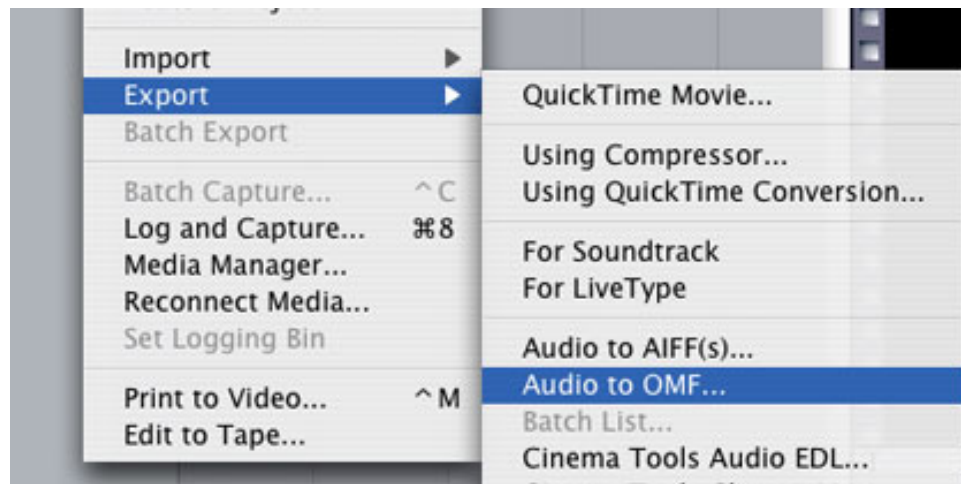 Import
Export
Batch Export
Batch Capture... ^C
Log and Capture... ⌘8
Media Manager...
Reconnect Media...
Set Logging Bin
Print to Video... ^M
Edit to Tape...
QuickTime Movie...
Using Compressor...
Using QuickTime Conversion...
For Soundtrack
For LiveType
Audio to AIFF(s)...
Audio to OMF...
Batch List...
Cinema Tools Audio EDL...